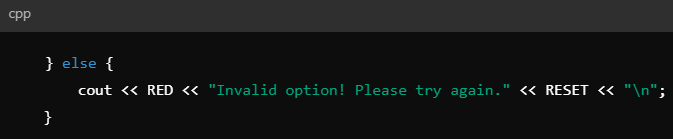 cpp
} else {
cout << RED << "Invalid option! Please try again." << RESET << "\n";
}